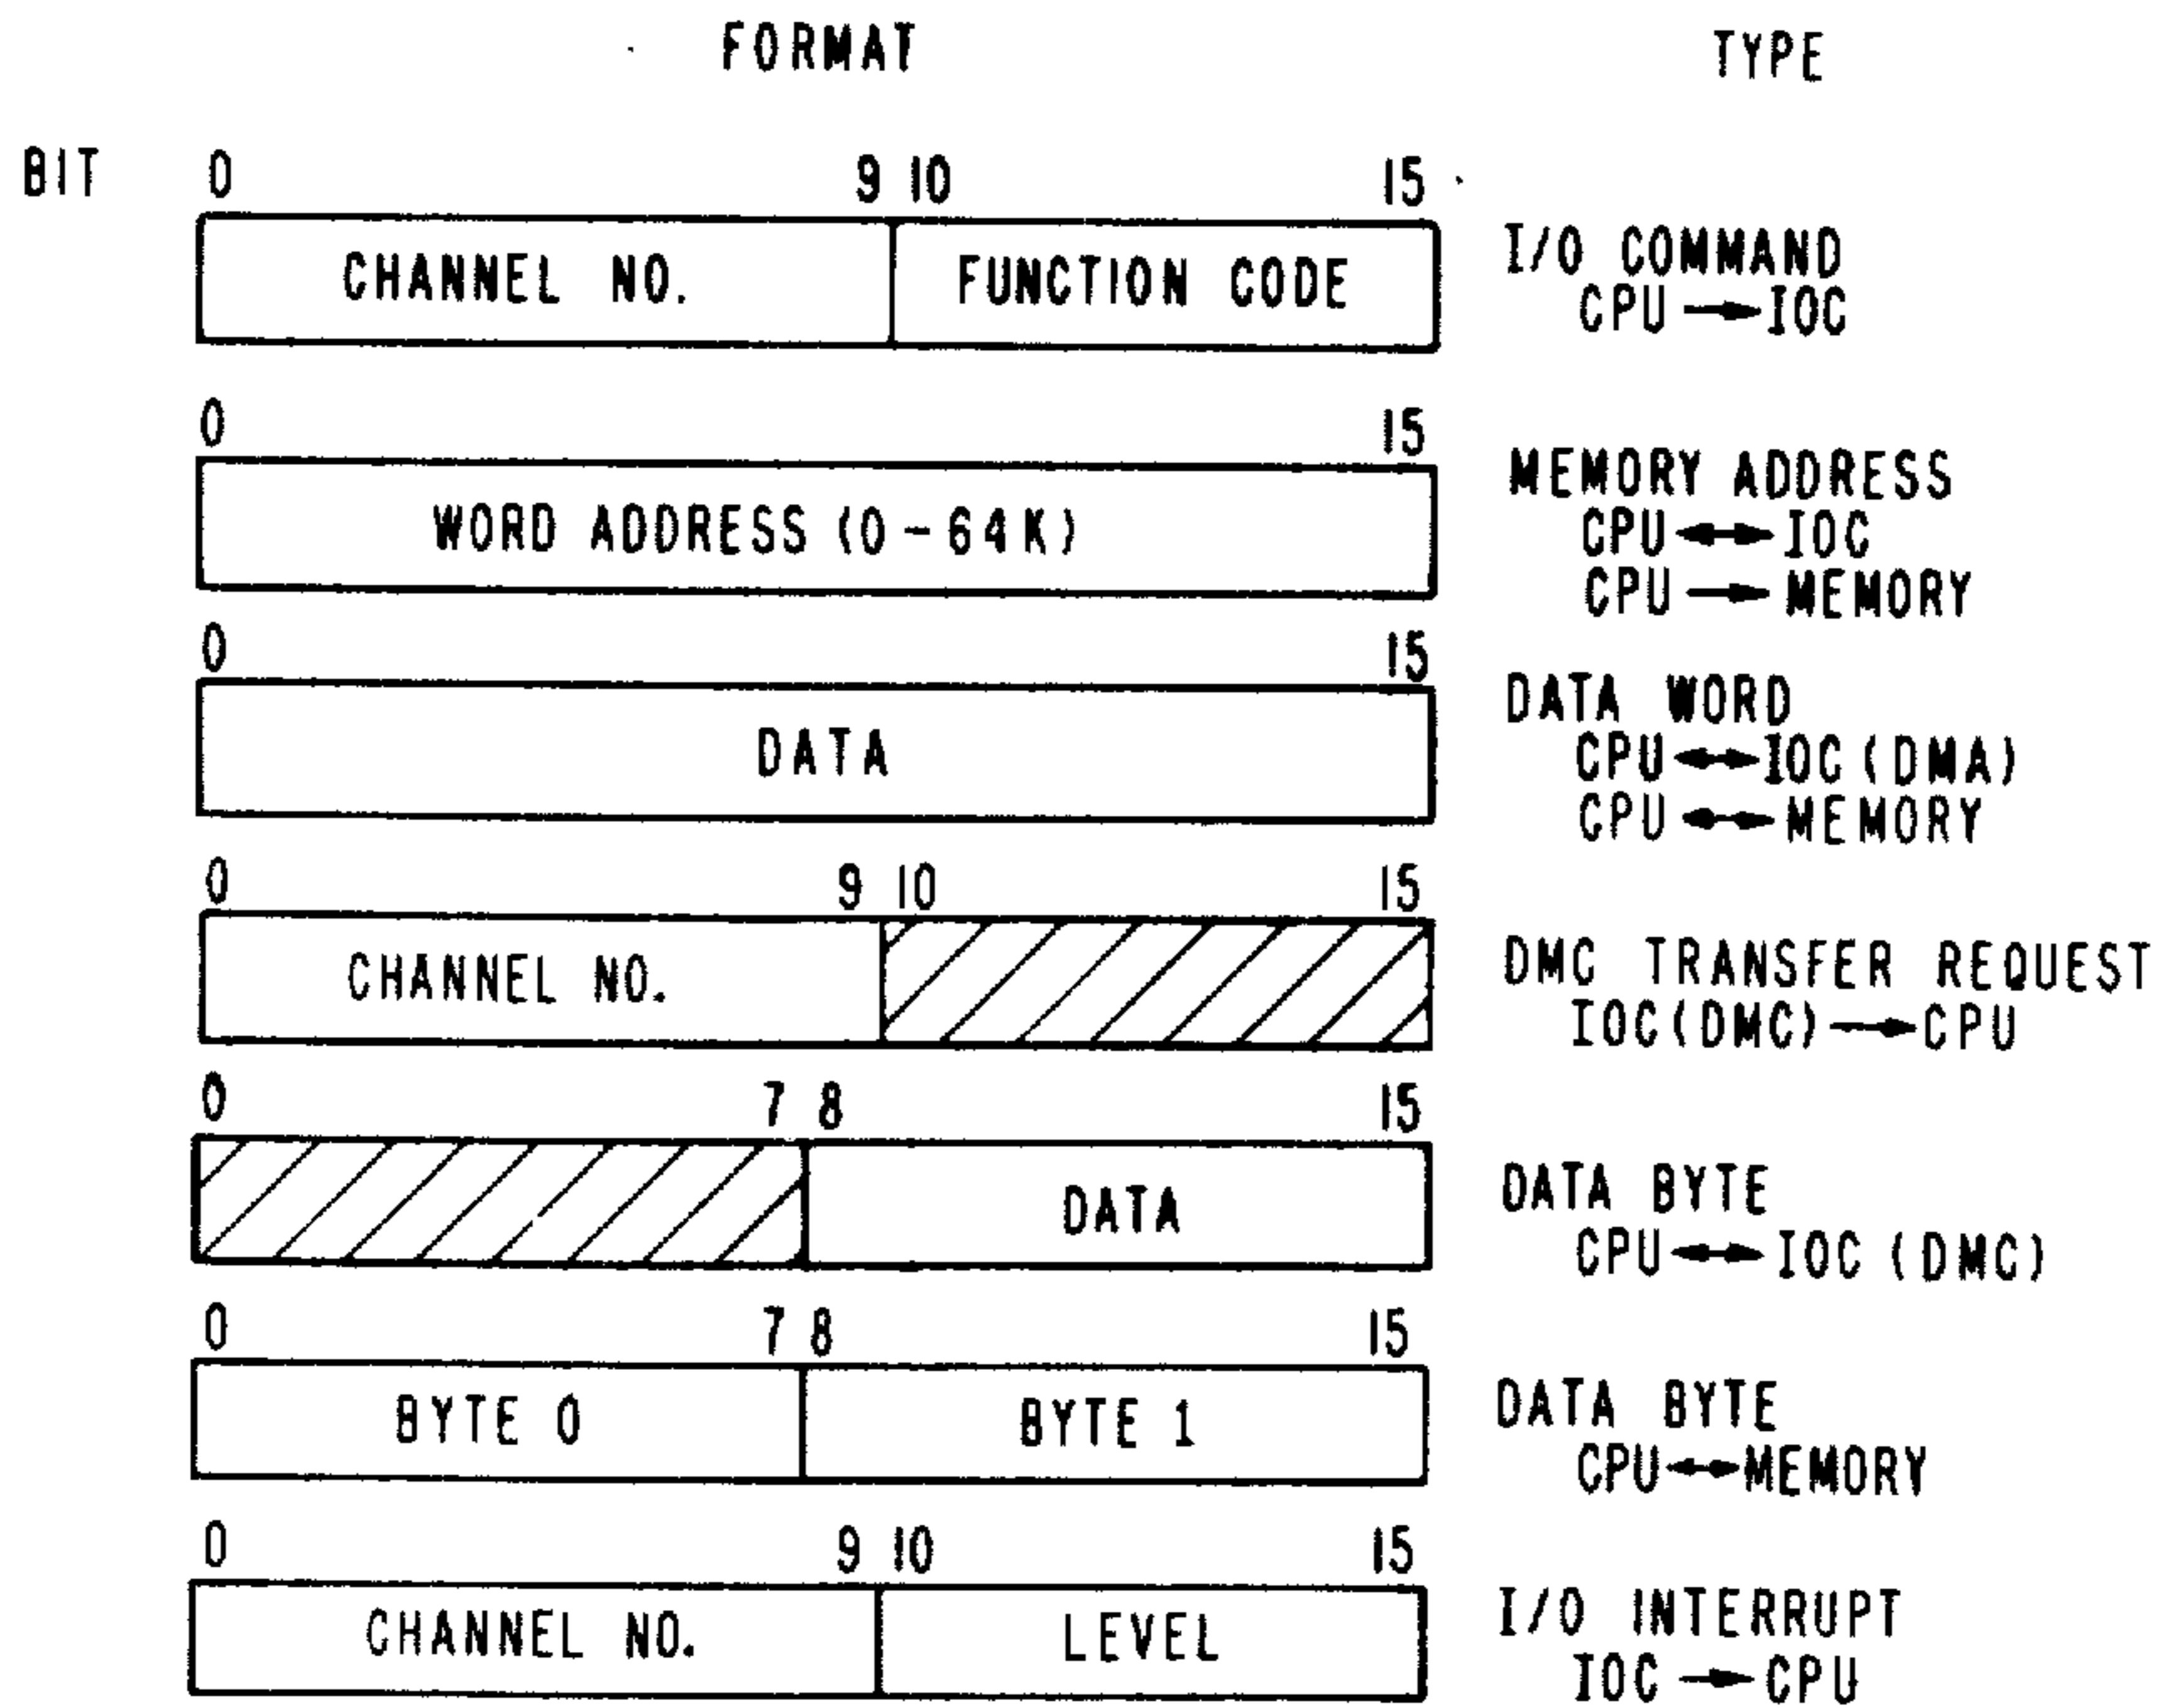 FORMAT TYPE
BIT 0 9 10 15
CHANNEL NO. FUNCTION CODE I/O COMMAND
CPU → IOC
0 15
WORD ADDRESS (0-64K) MEMORY ADDRESS
CPU ↔ IOC
CPU → MEMORY
0 15
DATA DATA WORD
CPU ↔ IOC (DMA)
CPU ↔ MEMORY
0 9 10 15
CHANNEL NO. DMC TRANSFER REQUEST
IOC(DMC) → CPU
0 7 8 15
DATA DATA BYTE
CPU ↔ IOC (DMC)
0 7 8 15
BYTE 0 BYTE 1 DATA BYTE
CPU ↔ MEMORY
0 9 10 15
CHANNEL NO. LEVEL I/O INTERRUPT
IOC → CPU